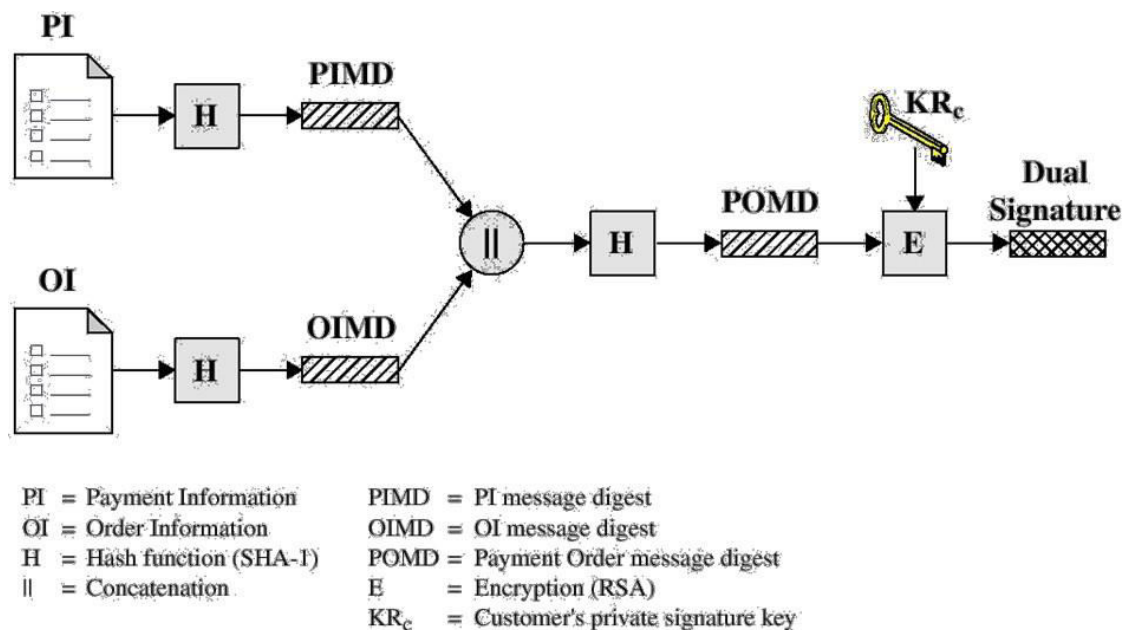 PI
H
PIMD
KRc
||
H
POMD
E
Dual
Signature
OI
H
OIMD
PI = Payment Information
OI = Order Information
H = Hash function (SHA-1)
|| = Concatenation
PIMD = PI message digest
OIMD = OI message digest
POMD = Payment Order message digest
E = Encryption (RSA)
KRc = Customer's private signature key